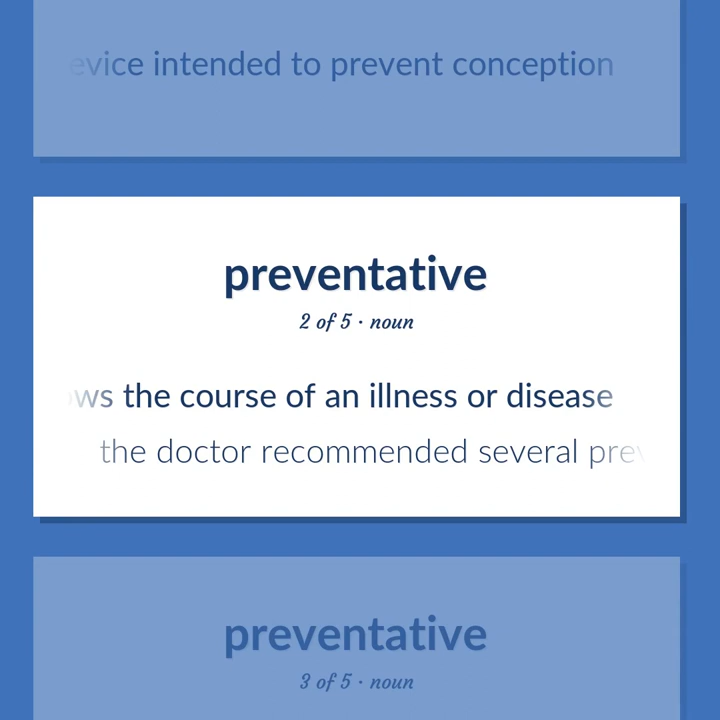 intended to prevent conception
preventative
2 of 5 · noun
the course of an illness or disease
the doctor recommended several
preventative
3 of 5 · noun